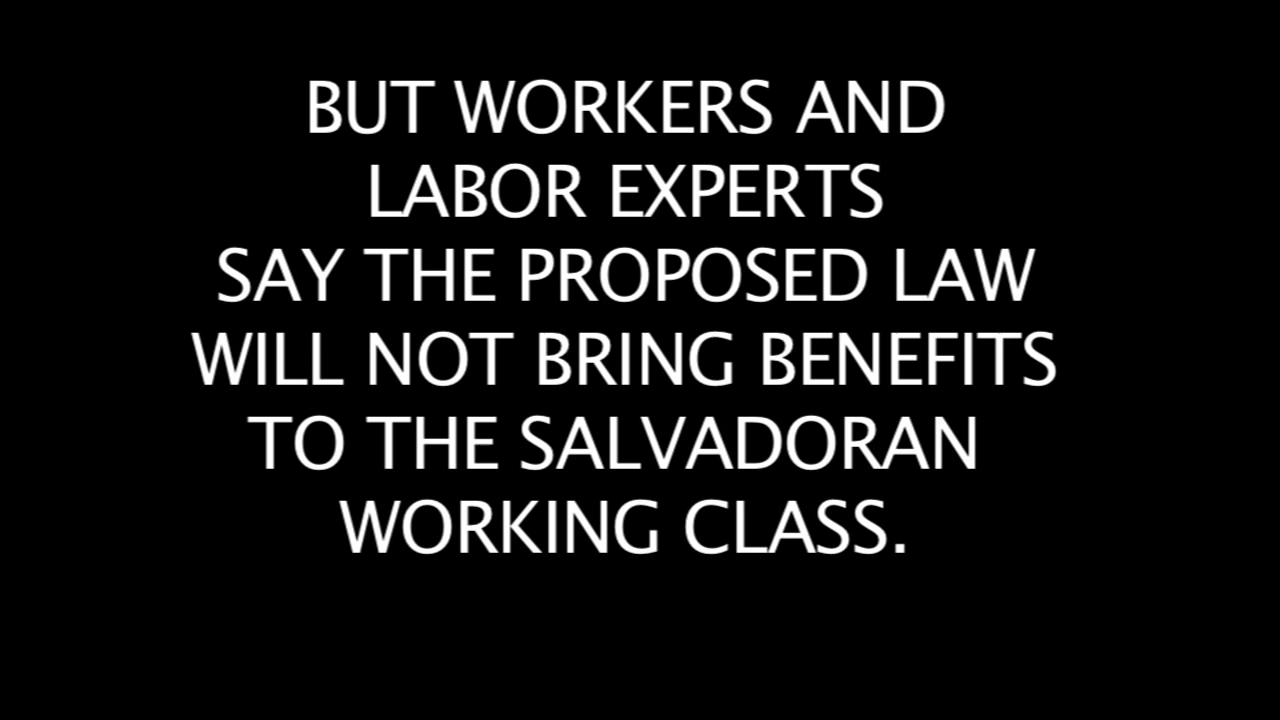 BUT WORKERS AND
LABOR EXPERTS
SAY THE PROPOSED LAW
WILL NOT BRING BENEFITS
TO THE SALVADORAN
WORKING CLASS.